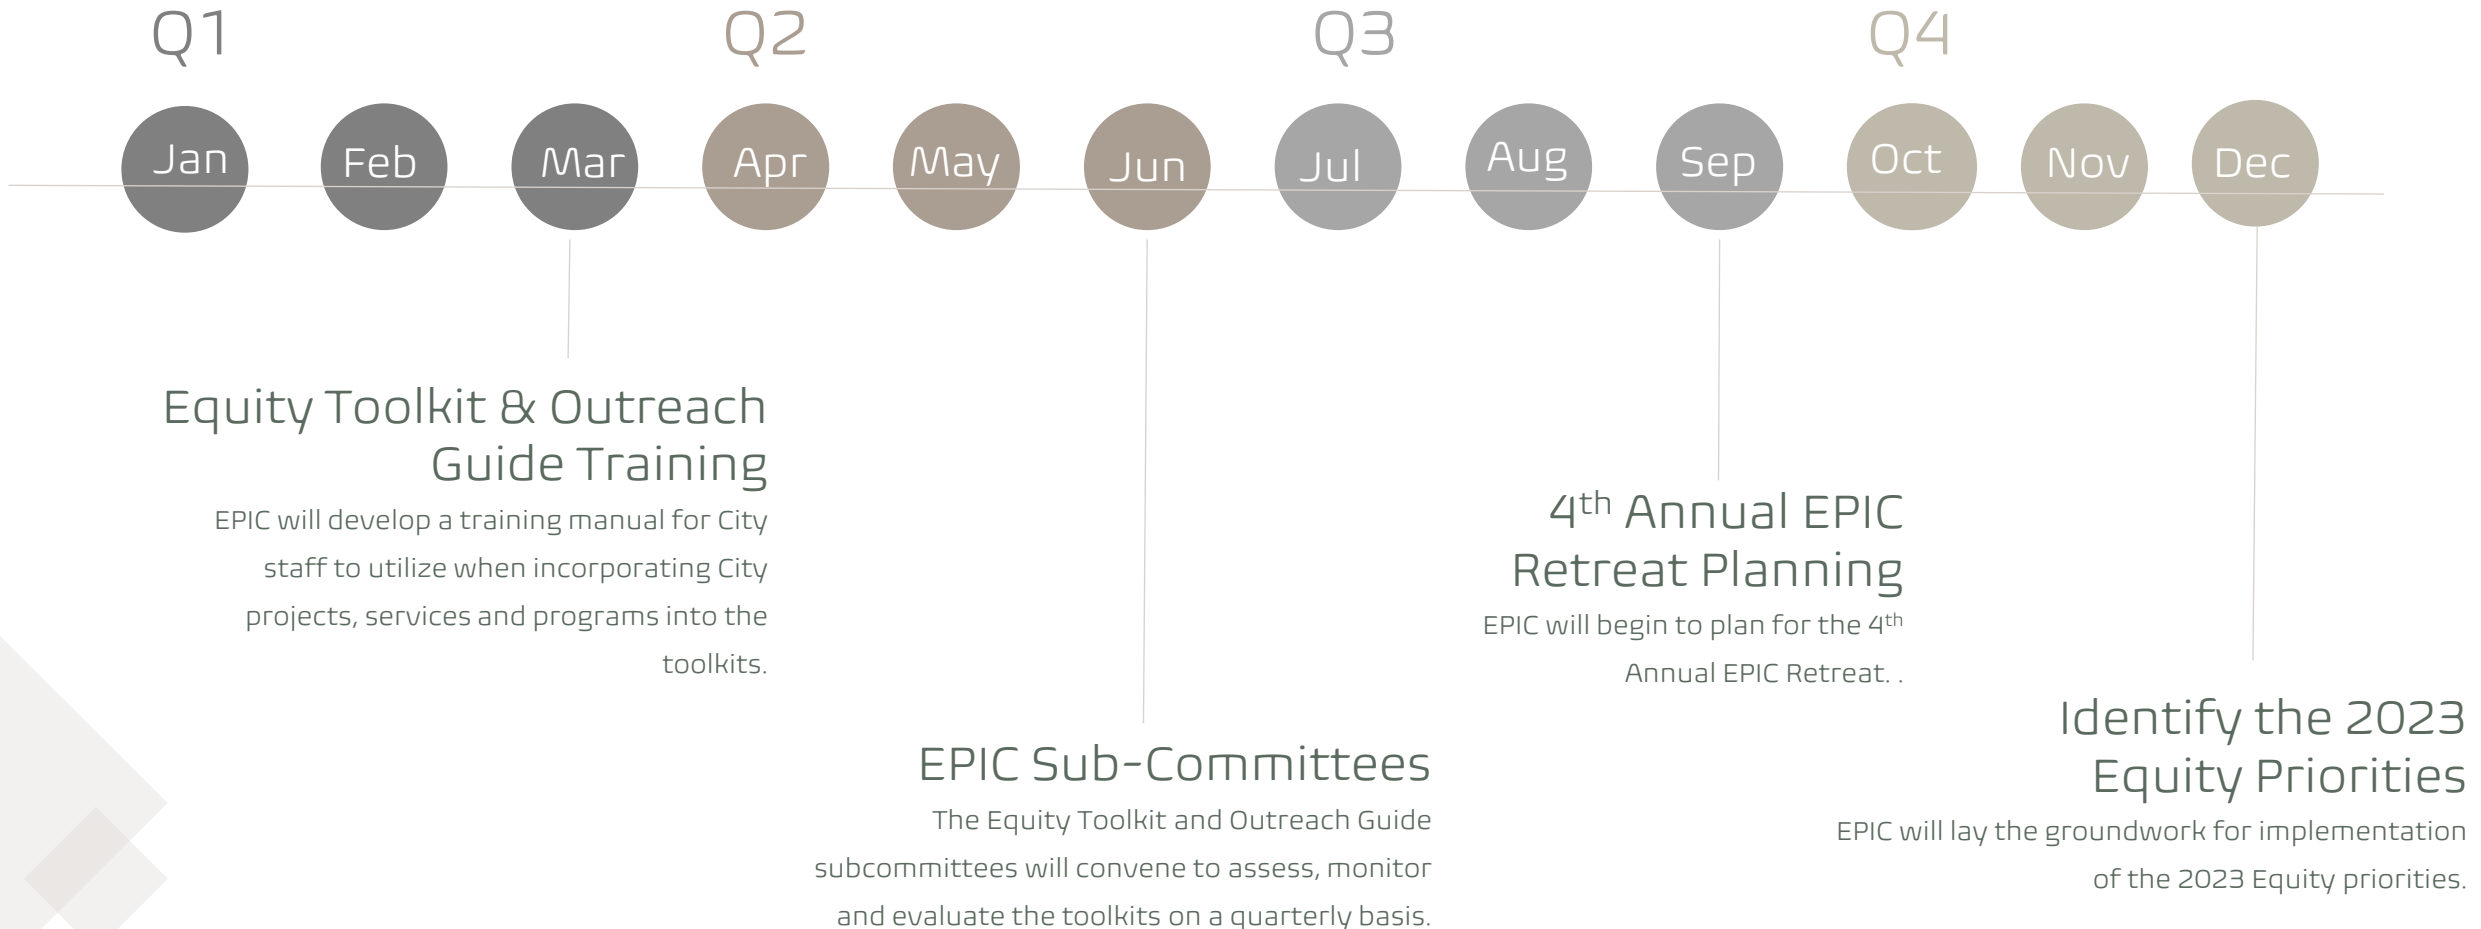 Q1
Q2
Q3
Q4
Jan
Feb
Mar
Apr
May
Jun
Jul
Aug
Sep
Oct
Nov
Dec
Equity Toolkit & Outreach
Guide Training
EPIC will develop a training manual for City
staff to utilize when incorporating City
projects, services and programs into the
toolkits.
EPIC Sub-Committees
The Equity Toolkit and Outreach Guide
subcommittees will convene to assess, monitor
and evaluate the toolkits on a quarterly basis.
4th Annual EPIC
Retreat Planning
EPIC will begin to plan for the 4th
Annual EPIC Retreat. .
Identify the 2023
Equity Priorities
EPIC will lay the groundwork for implementation
of the 2023 Equity priorities.